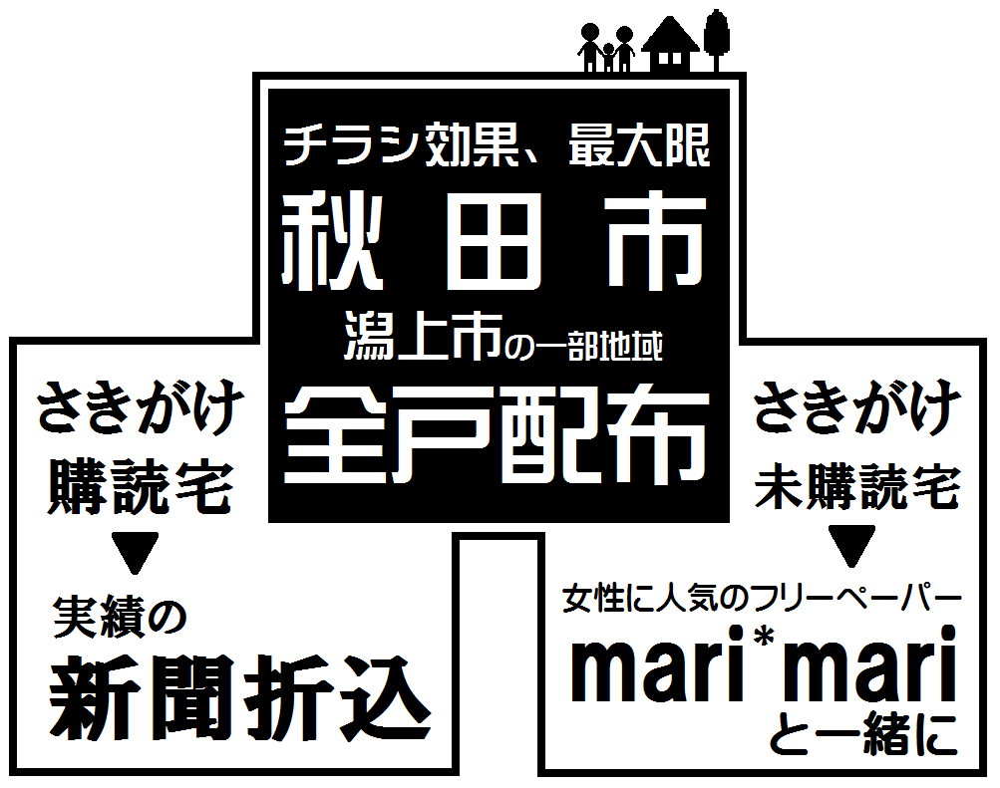 チラシ効果、最大限
秋田市
潟上市の一部地域
全戸配布
さきがけ
購読宅
▼
実績の
新聞折込
さきがけ
未購読宅
▼
女性に人気のフリーペーパー
mari*mari
と一緒に